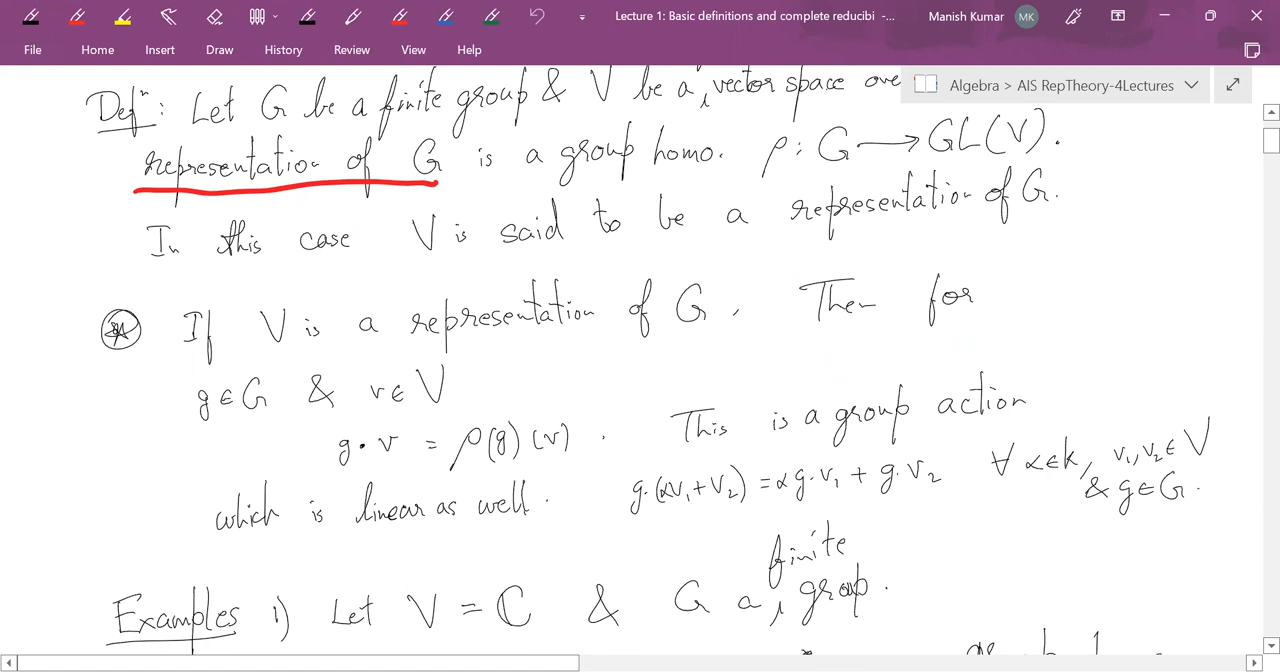 Lecture 1: Basic definitions and complete reducibi -...
Manish Kumar
MK
File Home Insert Draw History Review View Help
Algebra > AIS RepTheory-4Lectures
Defn: Let G be a finite group & V be a vector space over
representation of G is a group homo. ρ: G → GL(V).
In this case V is said to be a representation of G.
⊛ If V is a representation of G. Then for
g ∈ G & v ∈ V
g·v = ρ(g)(v). This is a group action
which is linear as well. g·(αv₁+v₂) = αg·v₁ + g·v₂ ∀ α∈k, v₁,v₂ ∈ V
& g∈G.
finite
Examples 1) Let V = ℂ & G a group.